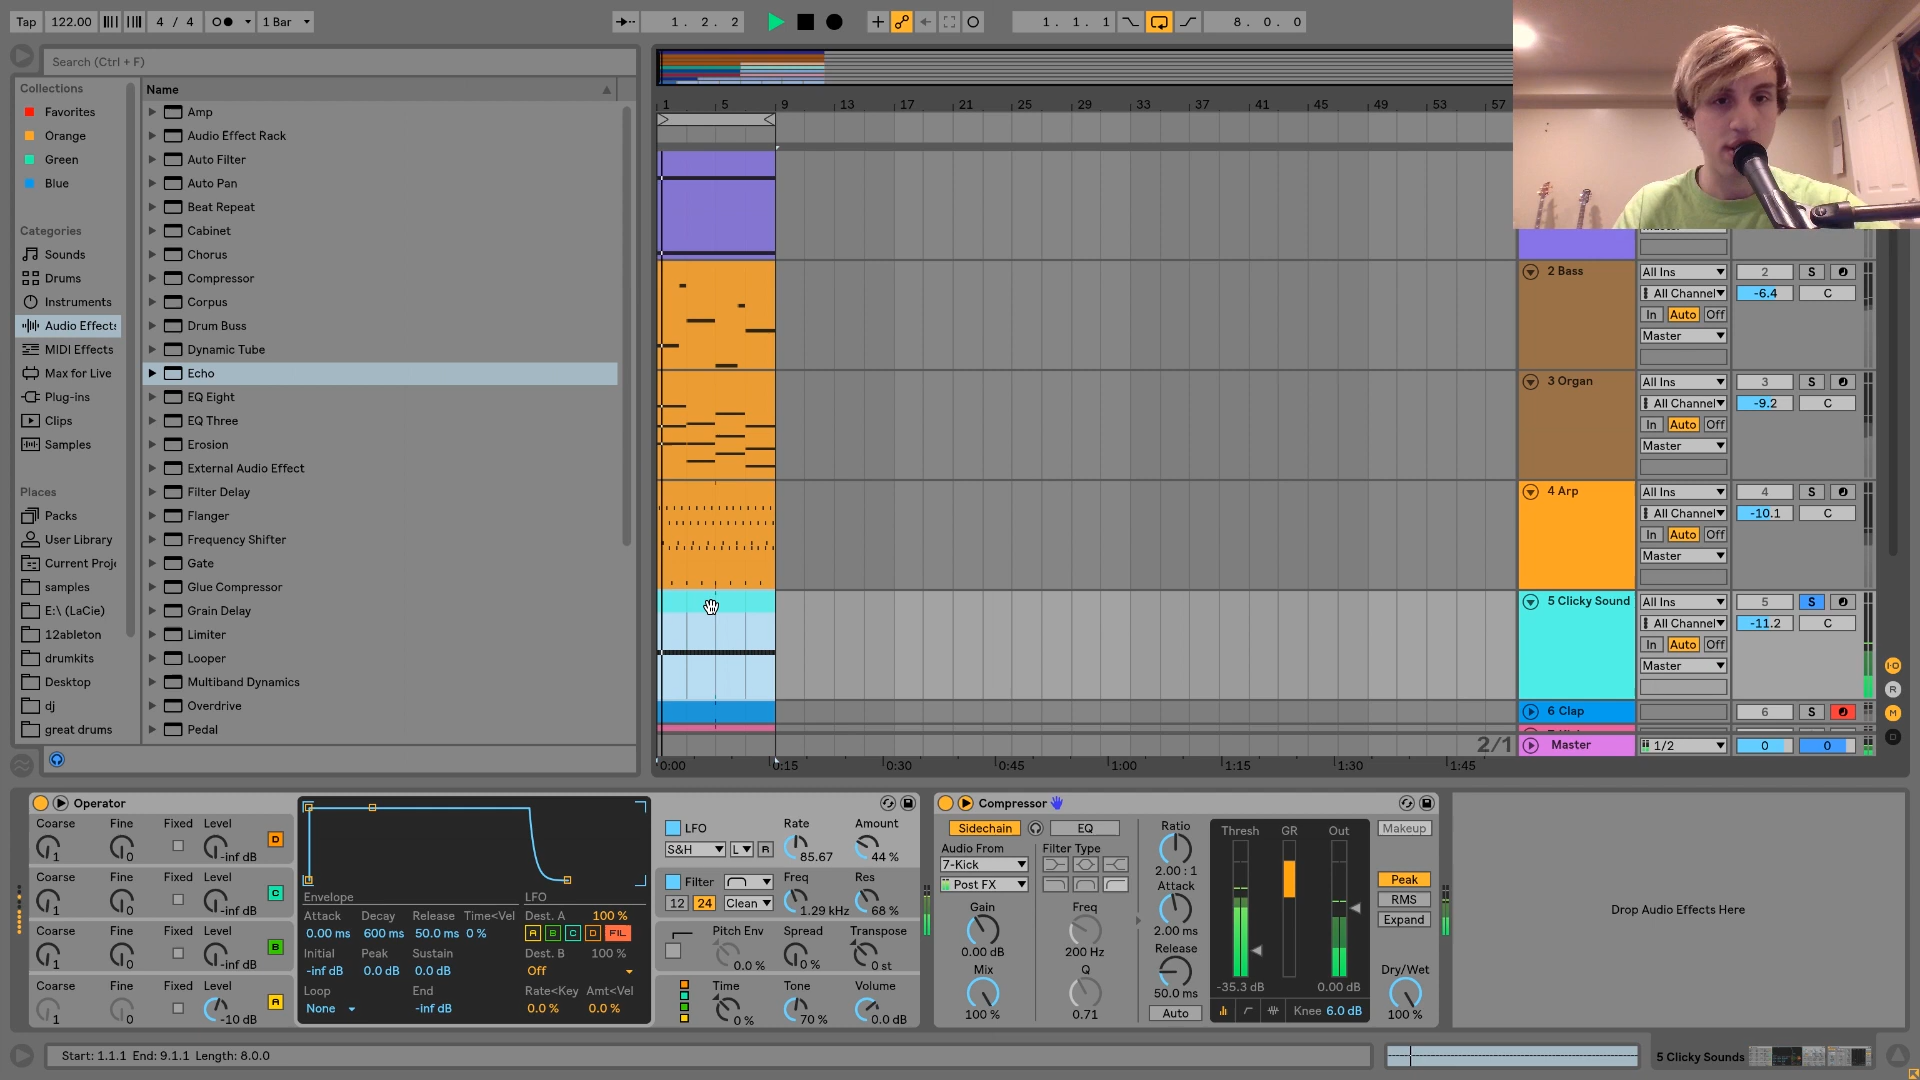 Tap 122.00 4 / 4 1 Bar 1. 2. 2 1. 1. 1 8. 0. 0
Search (Ctrl + F)
Collections
Favorites
Orange
Green
Blue
Categories
Sounds
Drums
Instruments
Audio Effects
MIDI Effects
Max for Live
Plug-ins
Clips
Samples
Places
Packs
User Library
Current Proj
samples
E:\ (LaCie)
12ableton
drumkits
Desktop
dj
great drums
Name
Amp
Audio Effect Rack
Auto Filter
Auto Pan
Beat Repeat
Cabinet
Chorus
Compressor
Corpus
Drum Buss
Dynamic Tube
Echo
EQ Eight
EQ Three
Erosion
External Audio Effect
Filter Delay
Flanger
Frequency Shifter
Gate
Glue Compressor
Grain Delay
Limiter
Looper
Multiband Dynamics
Overdrive
Pedal
1 5 9 13 17 21 25 29 33 37 41 45 49 53 57
2 Bass All Ins 2 S
All Channel -6.4 C
In Auto Off
Master
3 Organ All Ins 3 S
All Channel -9.2 C
In Auto Off
Master
4 Arp All Ins 4 S
All Channel -10.1 C
In Auto Off
Master
5 Clicky Sound All Ins 5 S
All Channel -11.2 C
In Auto Off
Master
6 Clap 6 S
2/1 Master 1/2 0 0
0:00 0:15 0:30 0:45 1:00 1:15 1:30 1:45
I·O
R
M
D
Operator
Coarse Fine Fixed Level D
1 0 -inf dB
Coarse Fine Fixed Level C
1 0 -inf dB
Coarse Fine Fixed Level B
1 0 -inf dB
Coarse Fine Fixed Level A
1 0 -10 dB
Envelope LFO
Attack Decay Release Time<Vel Dest. A 100 %
0.00 ms 600 ms 50.0 ms 0 % A B C D FIL
Initial Peak Sustain Dest. B 100 %
-inf dB 0.0 dB 0.0 dB Off
Loop End Rate<Key Amt<Vel
None -inf dB 0.0 % 0.0 %
LFO Rate Amount
S&H L R 85.67 44 %
Filter Freq Res
12 24 Clean 1.29 kHz 68 %
Pitch Env Spread Transpose
0.0 % 0 % 0 st
Time Tone Volume
0 % 70 % 0.0 dB
Compressor
Sidechain EQ
Audio From Filter Type
7-Kick
Post FX
Gain Freq
0.00 dB 200 Hz
Mix Q
100 % 0.71
Ratio
2.00 : 1
Attack
2.00 ms
Release
50.0 ms
Auto
Thresh GR Out
-35.3 dB 0.00 dB
Knee 6.0 dB
Makeup
Peak
RMS
Expand
Dry/Wet
100 %
Drop Audio Effects Here
Start: 1.1.1 End: 9.1.1 Length: 8.0.0
5 Clicky Sounds